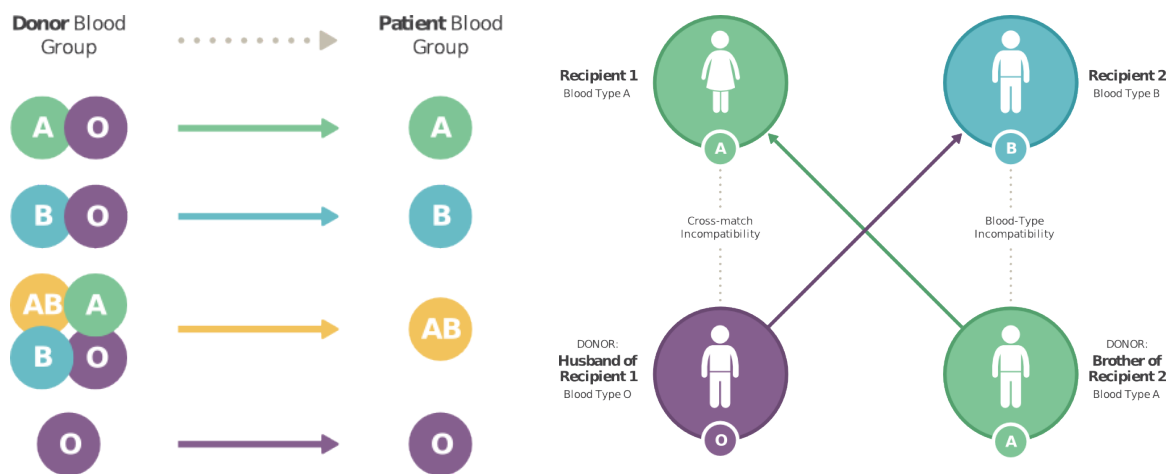 Donor Blood
Group
Patient Blood
Group
A O
A
B O
B
AB A
B O
AB
O
O
Recipient 1
Blood Type A
A
Recipient 2
Blood Type B
B
Cross-match
Incompatibility
Blood-Type
Incompatibility
DONOR:
Husband of
Recipient 1
Blood Type O
O
DONOR:
Brother of
Recipient 2
Blood Type A
A